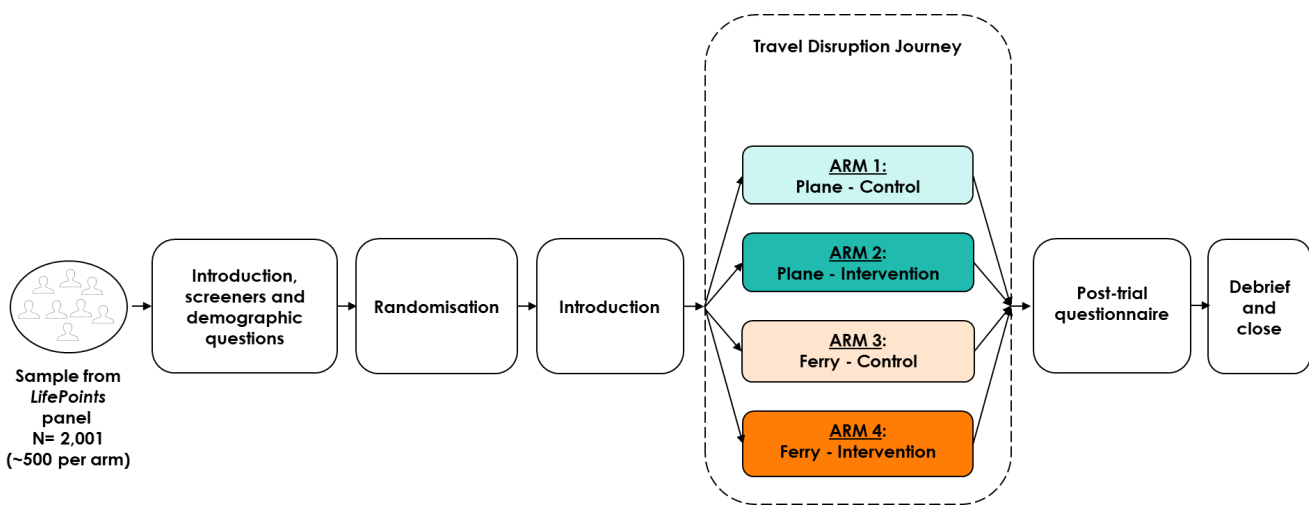 Travel Disruption Journey
Sample from
LifePoints
panel
N= 2,001
(~500 per arm)
Introduction,
screeners and
demographic
questions
Randomisation
Introduction
ARM 1:
Plane - Control
ARM 2:
Plane - Intervention
ARM 3:
Ferry - Control
ARM 4:
Ferry - Intervention
Post-trial
questionnaire
Debrief
and
close